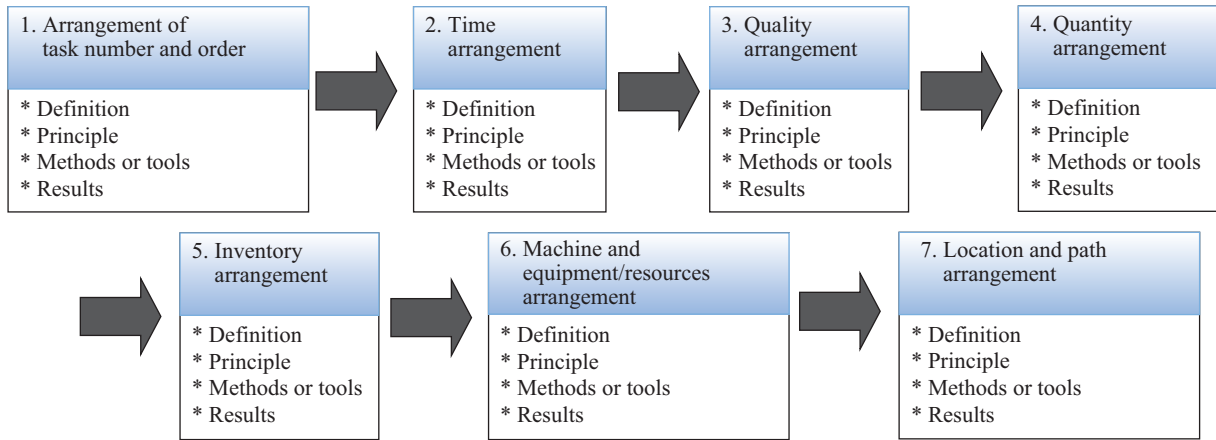 1. Arrangement of
task number and order
* Definition
* Principle
* Methods or tools
* Results
2. Time
arrangement
* Definition
* Principle
* Methods or tools
* Results
3. Quality
arrangement
* Definition
* Principle
* Methods or tools
* Results
4. Quantity
arrangement
* Definition
* Principle
* Methods or tools
* Results
5. Inventory
arrangement
* Definition
* Principle
* Methods or tools
* Results
6. Machine and
equipment/resources
arrangement
* Definition
* Principle
* Methods or tools
* Results
7. Location and path
arrangement
* Definition
* Principle
* Methods or tools
* Results